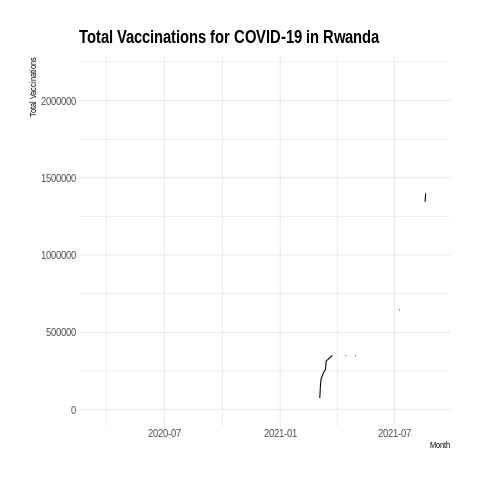 Total Vaccinations for COVID-19 in Rwanda
Total Vaccinations
2000000
1500000
1000000
500000
0
2020-07 2021-01 2021-07
Month